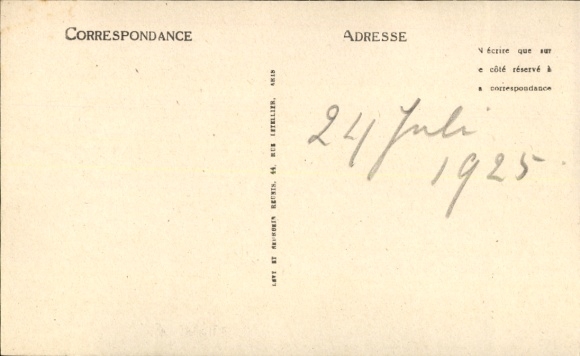 CORRESPONDANCE
ADRESSE
N'écrire que sur
e côté réservé à
a correspondance
LEVY ET NEURDEIN REUNIS, 44, RUE LETELLIER, PARIS
24 Juli
1925